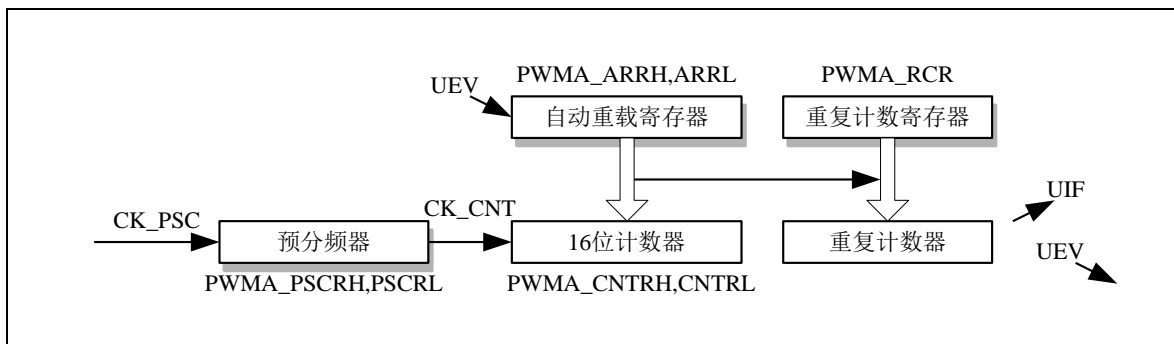 PWMA_ARRH,ARRL
PWMA_RCR
UEV
自动重载寄存器
重复计数寄存器
UIF
CK_PSC
CK_CNT
预分频器
16位计数器
重复计数器
UEV
PWMA_PSCRH,PSCRL
PWMA_CNTRH,CNTRL